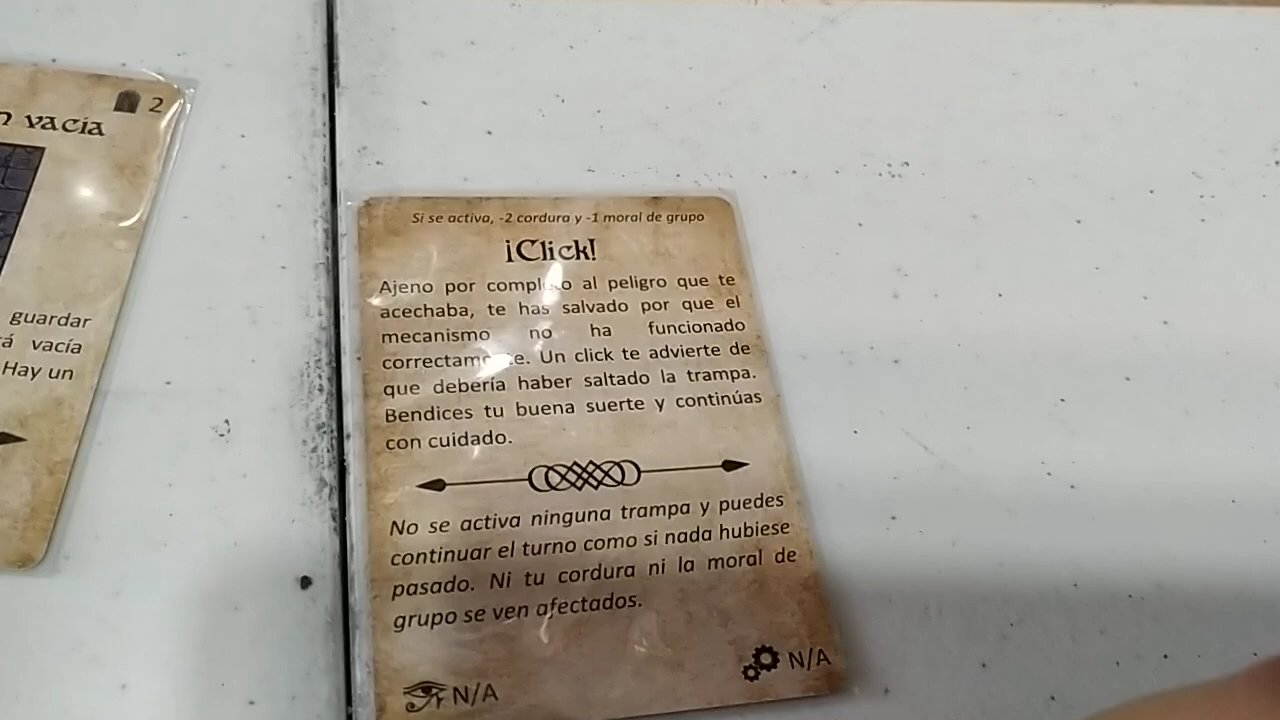 2
n vacía
guardar
á vacía
Hay un
Si se activa, -2 cordura y -1 moral de grupo
¡Click!
Ajeno por completo al peligro que te
acechaba, te has salvado por que el
mecanismo no ha funcionado
correctamente. Un click te advierte de
que debería haber saltado la trampa.
Bendices tu buena suerte y continúas
con cuidado.
No se activa ninguna trampa y puedes
continuar el turno como si nada hubiese
pasado. Ni tu cordura ni la moral de
grupo se ven afectados.
N/A
N/A